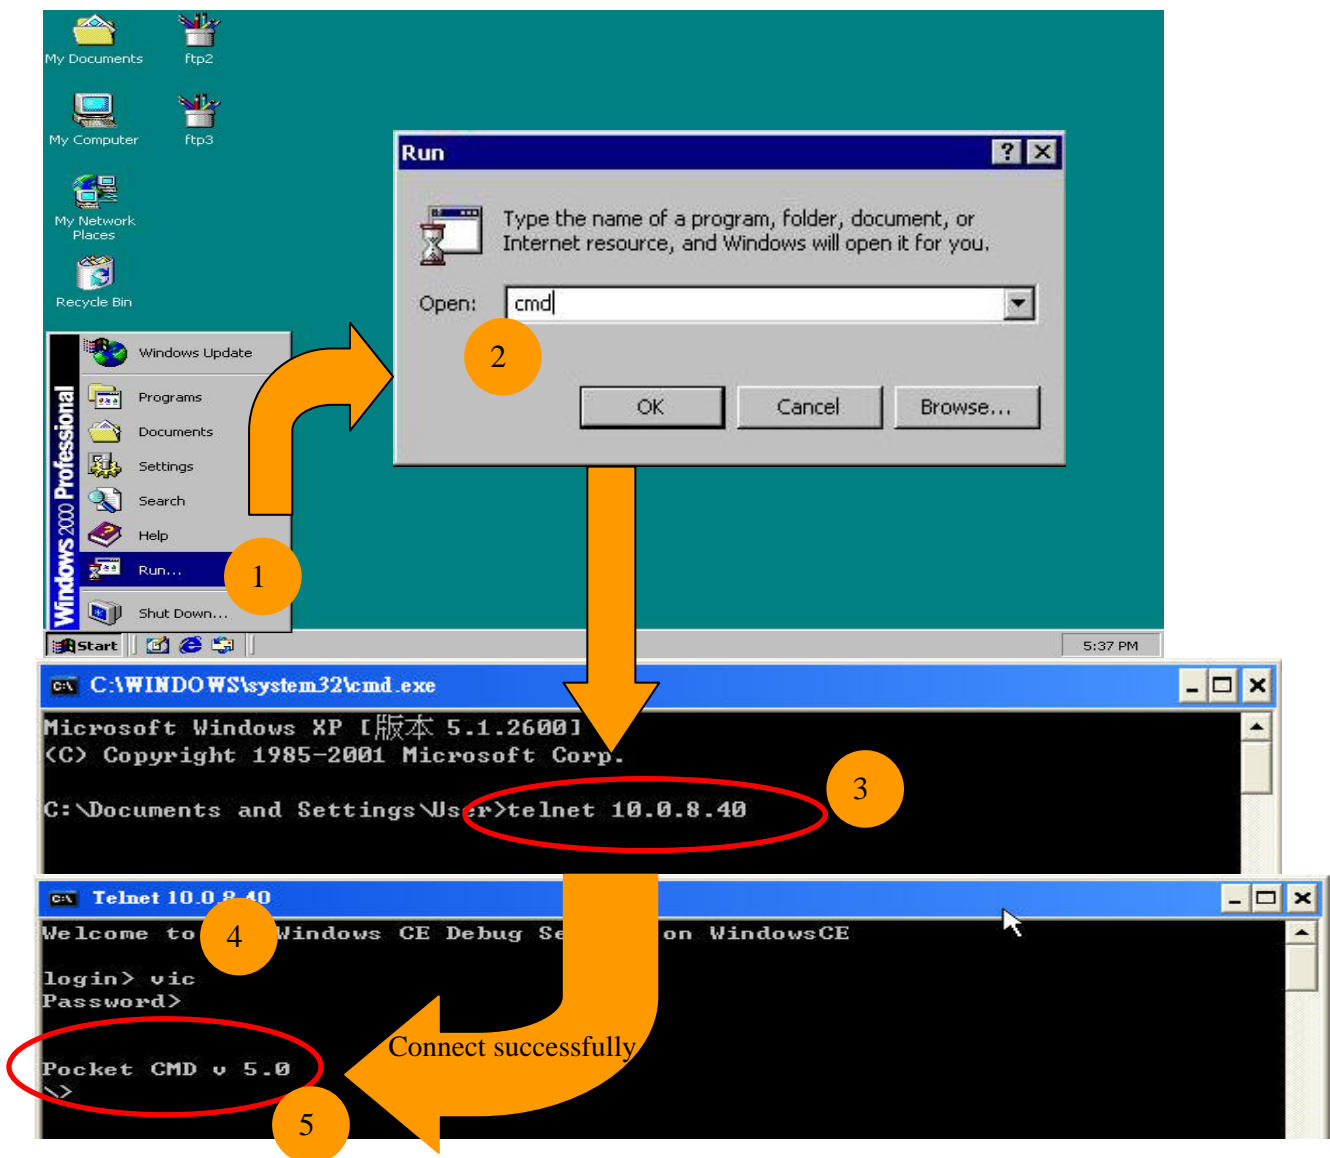 My Documents
ftp2
My Computer
ftp3
My Network
Places
Recycle Bin
Run
Type the name of a program, folder, document, or
Internet resource, and Windows will open it for you.
Open: cmd
2
OK Cancel Browse...
Windows 2000 Professional
Windows Update
Programs
Documents
Settings
Search
Help
Run...
1
Shut Down...
Start
5:37 PM
C:\WINDOWS\system32\cmd.exe
Microsoft Windows XP [版本 5.1.2600]
(C) Copyright 1985-2001 Microsoft Corp.
3
C:\Documents and Settings\User>telnet 10.0.8.40
Telnet 10.0.8.40
4
Welcome to Windows CE Debug Se on WindowsCE
login> vic
Password>
Connect successfully
Pocket CMD v 5.0
\>
5